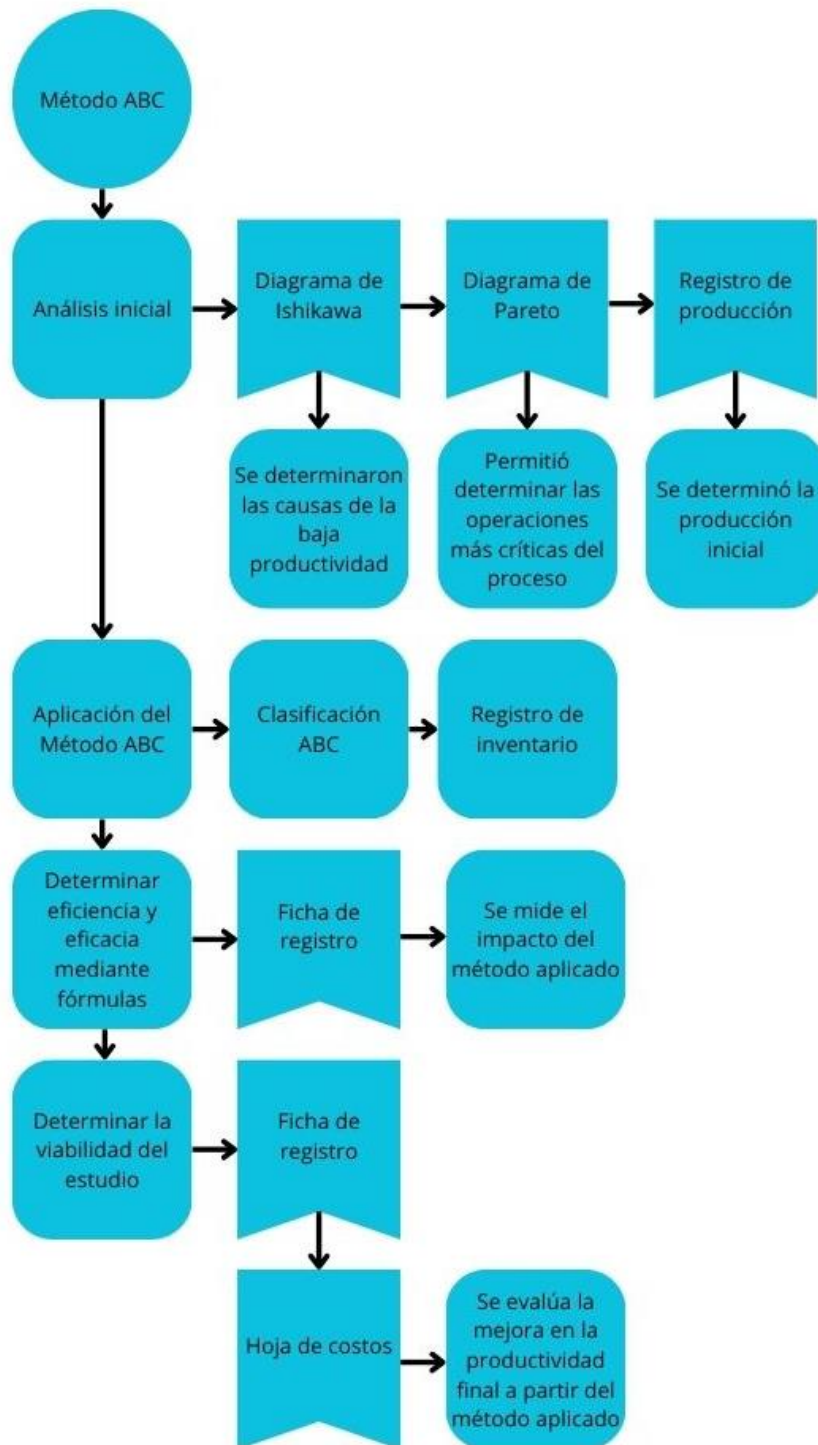 Método ABC
Análisis inicial
Diagrama de
Ishikawa
Diagrama de
Pareto
Registro de
producción
Se determinaron
las causas de la
baja
productividad
Permitió
determinar las
operaciones
más críticas del
proceso
Se determinó la
producción
inicial
Aplicación del
Método ABC
Clasificación
ABC
Registro de
inventario
Determinar
eficiencia y
eficacia
mediante
fórmulas
Ficha de
registro
Se mide el
impacto del
método aplicado
Determinar la
viabilidad del
estudio
Ficha de
registro
Hoja de costos
Se evalúa la
mejora en la
productividad
final a partir del
método aplicado